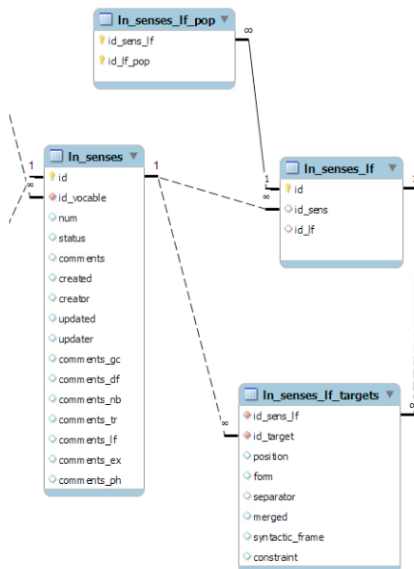 ln_senses_lf_pop
id_sens_lf
id_lf_pop
∞
1
ln_senses
1
id
∞
id_vocable
num
status
comments
created
creator
updated
updater
comments_gc
comments_df
comments_nb
comments_tr
comments_lf
comments_ex
comments_ph
1
ln_senses_lf
1
id
∞
id_sens
id_lf
ln_senses_lf_targets
id_sens_lf
∞
id_target
∞
position
form
separator
merged
syntactic_frame
constraint